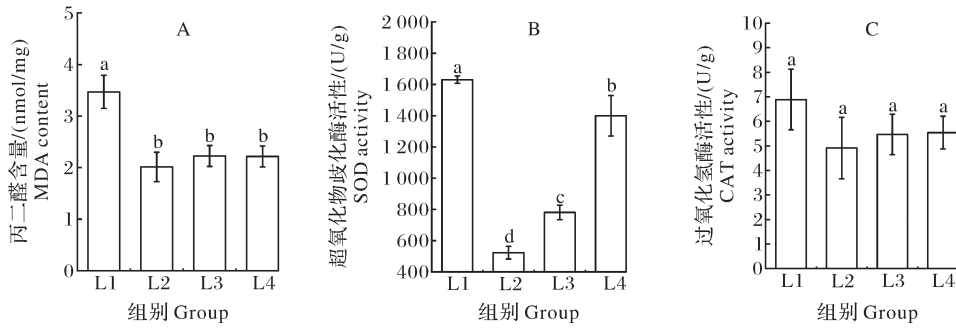 A
丙二醛含量/(nmol/mg)
MDA content
5
4
3
2
1
0
a
b
b
b
L1
L2
L3
L4
组别 Group
B
超氧化物歧化酶活性/(U/g)
SOD activity
2 000
1 800
1 600
1 400
1 200
1 000
800
600
400
a
d
c
b
L1
L2
L3
L4
组别 Group
C
过氧化氢酶活性/(U/g)
CAT activity
10
9
8
7
6
5
4
3
2
1
0
a
a
a
a
L1
L2
L3
L4
组别 Group